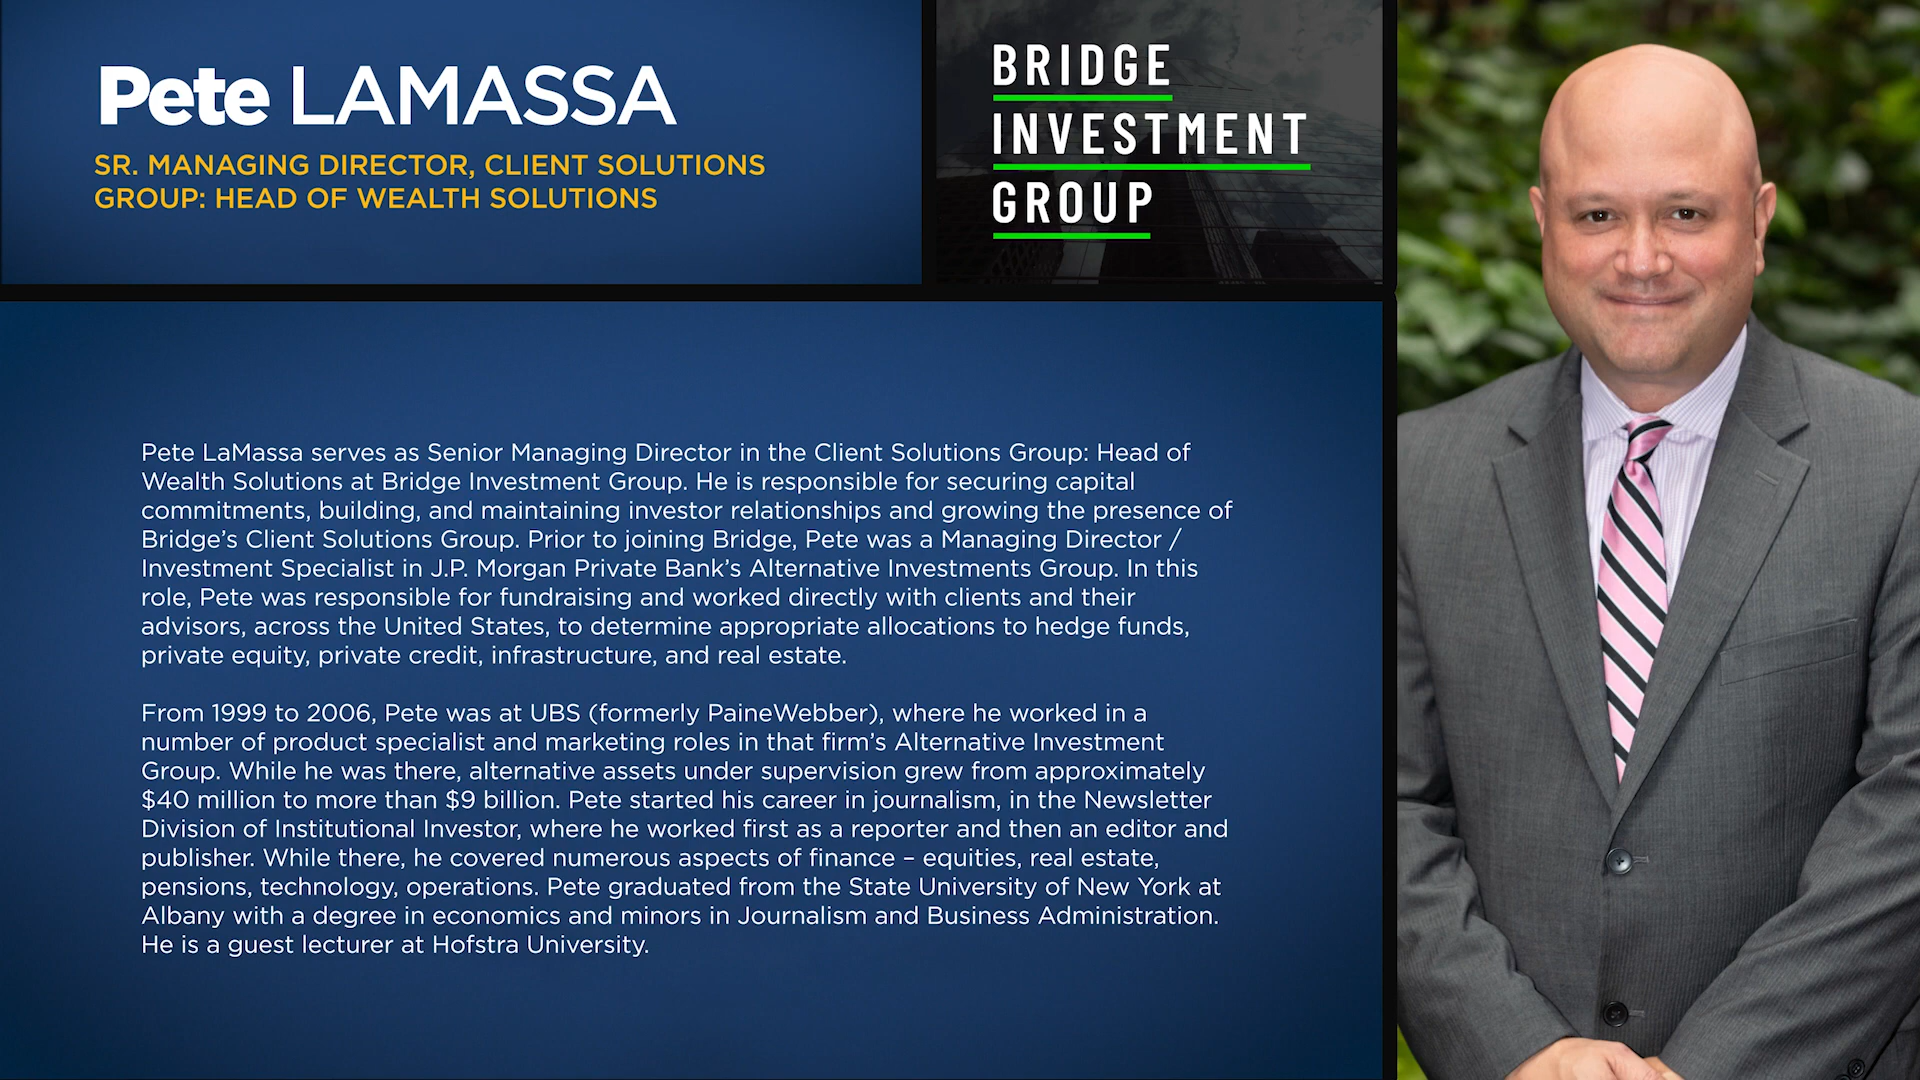 Pete LAMASSA
SR. MANAGING DIRECTOR, CLIENT SOLUTIONS
GROUP: HEAD OF WEALTH SOLUTIONS
BRIDGE
INVESTMENT
GROUP
Pete LaMassa serves as Senior Managing Director in the Client Solutions Group: Head of
Wealth Solutions at Bridge Investment Group. He is responsible for securing capital
commitments, building, and maintaining investor relationships and growing the presence of
Bridge’s Client Solutions Group. Prior to joining Bridge, Pete was a Managing Director /
Investment Specialist in J.P. Morgan Private Bank’s Alternative Investments Group. In this
role, Pete was responsible for fundraising and worked directly with clients and their
advisors, across the United States, to determine appropriate allocations to hedge funds,
private equity, private credit, infrastructure, and real estate.
From 1999 to 2006, Pete was at UBS (formerly PaineWebber), where he worked in a
number of product specialist and marketing roles in that firm’s Alternative Investment
Group. While he was there, alternative assets under supervision grew from approximately
$40 million to more than $9 billion. Pete started his career in journalism, in the Newsletter
Division of Institutional Investor, where he worked first as a reporter and then an editor and
publisher. While there, he covered numerous aspects of finance – equities, real estate,
pensions, technology, operations. Pete graduated from the State University of New York at
Albany with a degree in economics and minors in Journalism and Business Administration.
He is a guest lecturer at Hofstra University.